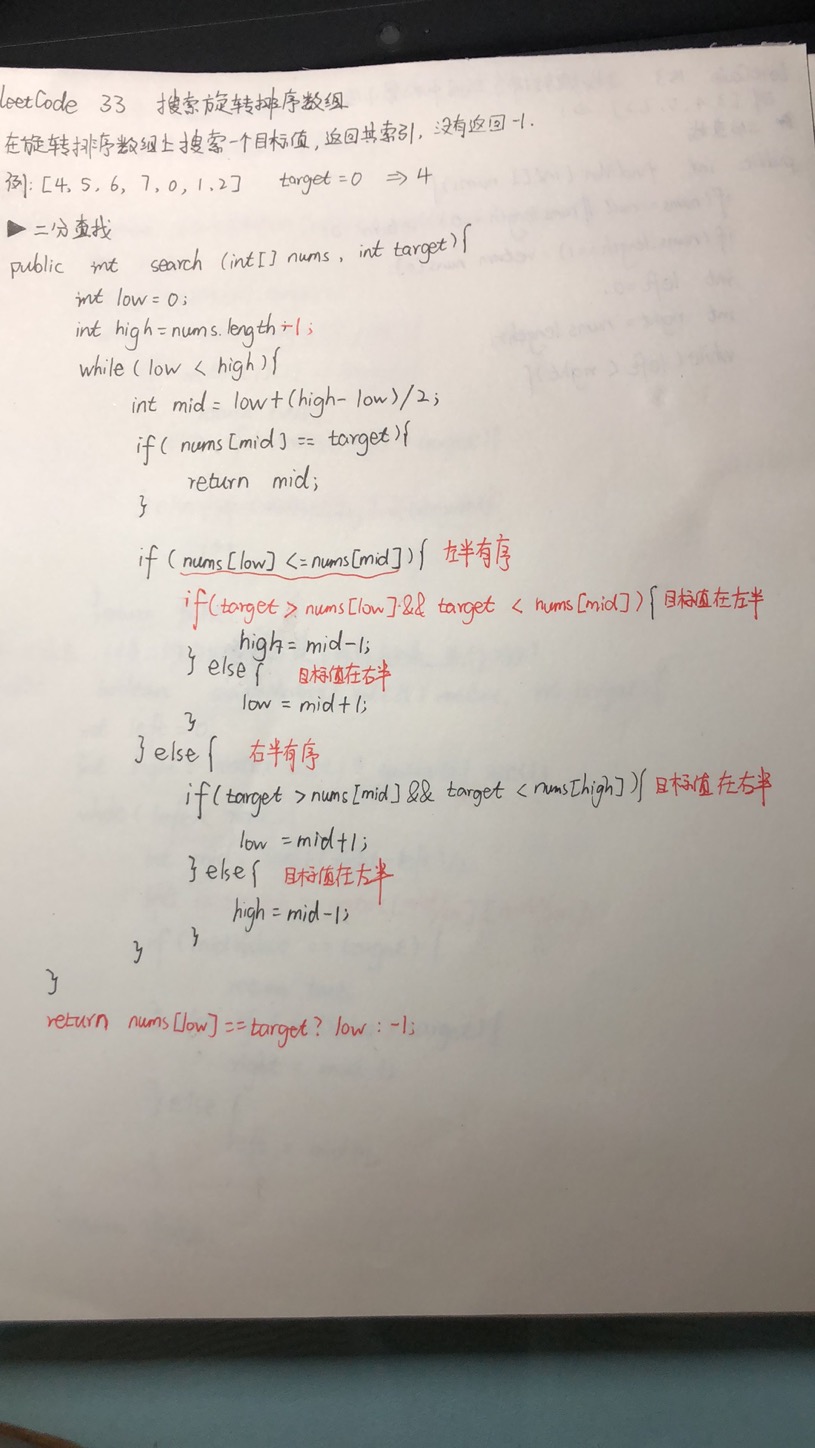 LeetCode 33 搜索旋转排序数组
在旋转排序数组上搜索一个目标值,返回其索引,没有返回-1.
例: [4, 5, 6, 7, 0, 1, 2] target=0 ⇒ 4
▶ 二分查找
public int search (int[] nums, int target){
int low = 0;
int high = nums.length-1;
while (low < high){
int mid = low+(high-low)/2;
if( nums[mid] == target){
return mid;
}
if (nums[low] <= nums[mid]){ 左半有序
if(target > nums[low] && target < nums[mid]){ 目标值在左半
high = mid-1;
} else { 目标值在右半
low = mid+1;
}
} else { 右半有序
if(target > nums[mid] && target < nums[high]){ 目标值在右半
low = mid+1;
} else { 目标值在左半
high = mid-1;
}
}
}
return nums[low] == target? low : -1;